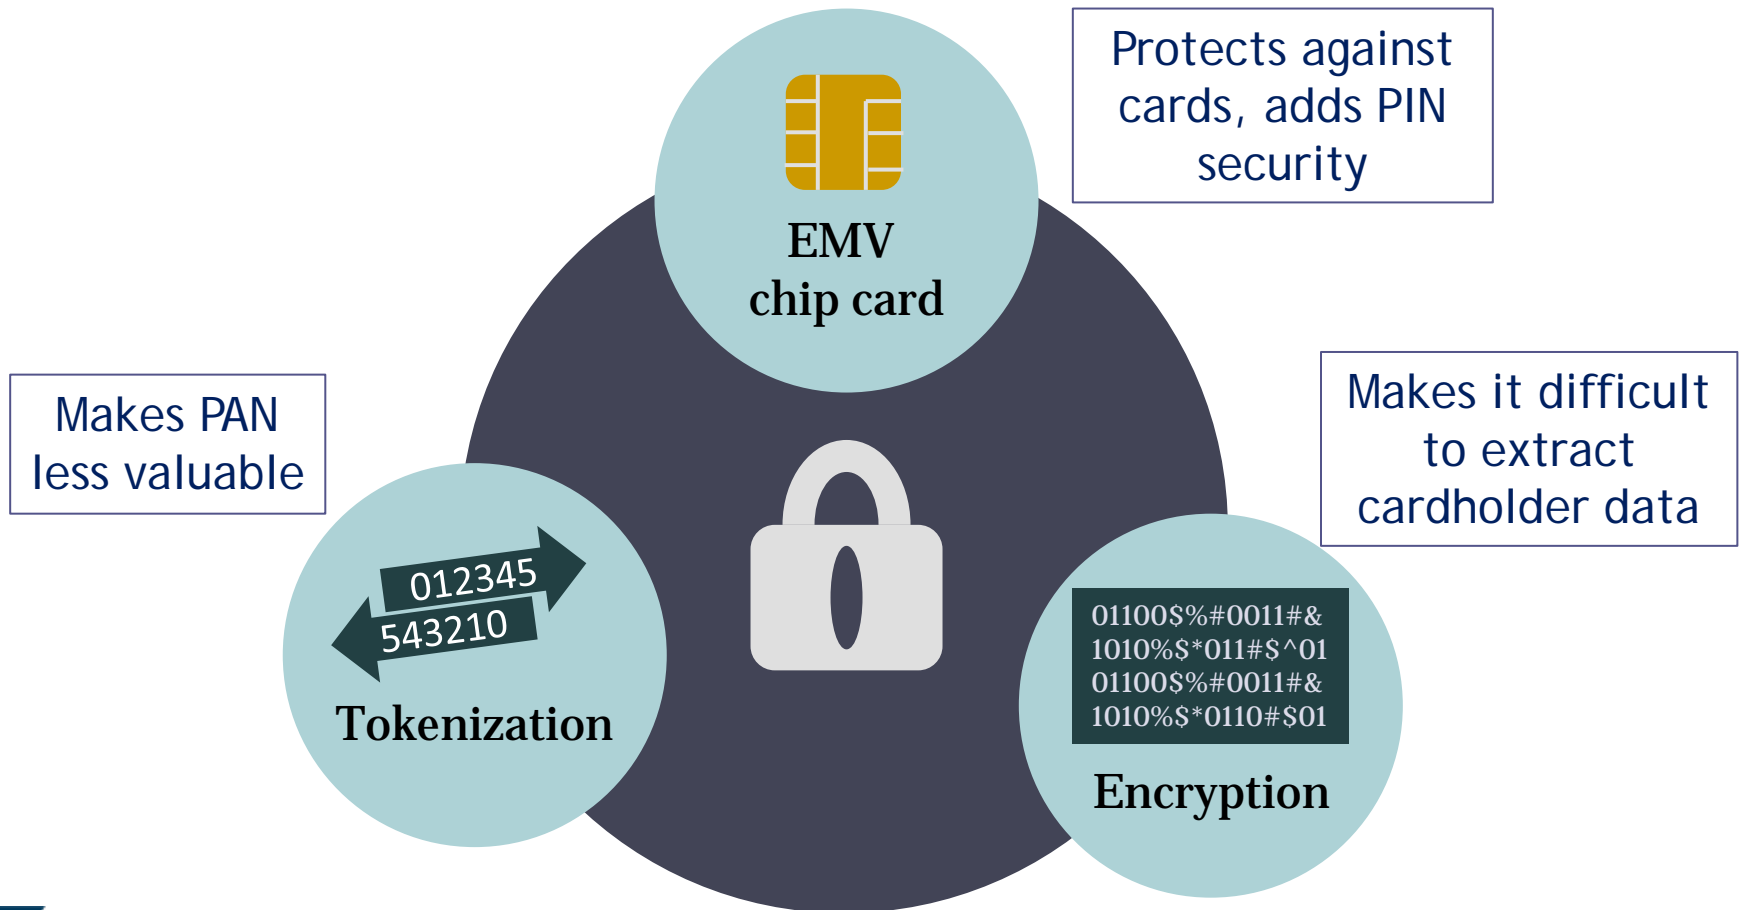 Protects against
cards, adds PIN
security
EMV
chip card
Makes PAN
less valuable
Makes it difficult
to extract
cardholder data
012345
543210
Tokenization
01100$%#0011#&
1010%$*011#$^01
01100$%#0011#&
1010%$*0110#$01
Encryption